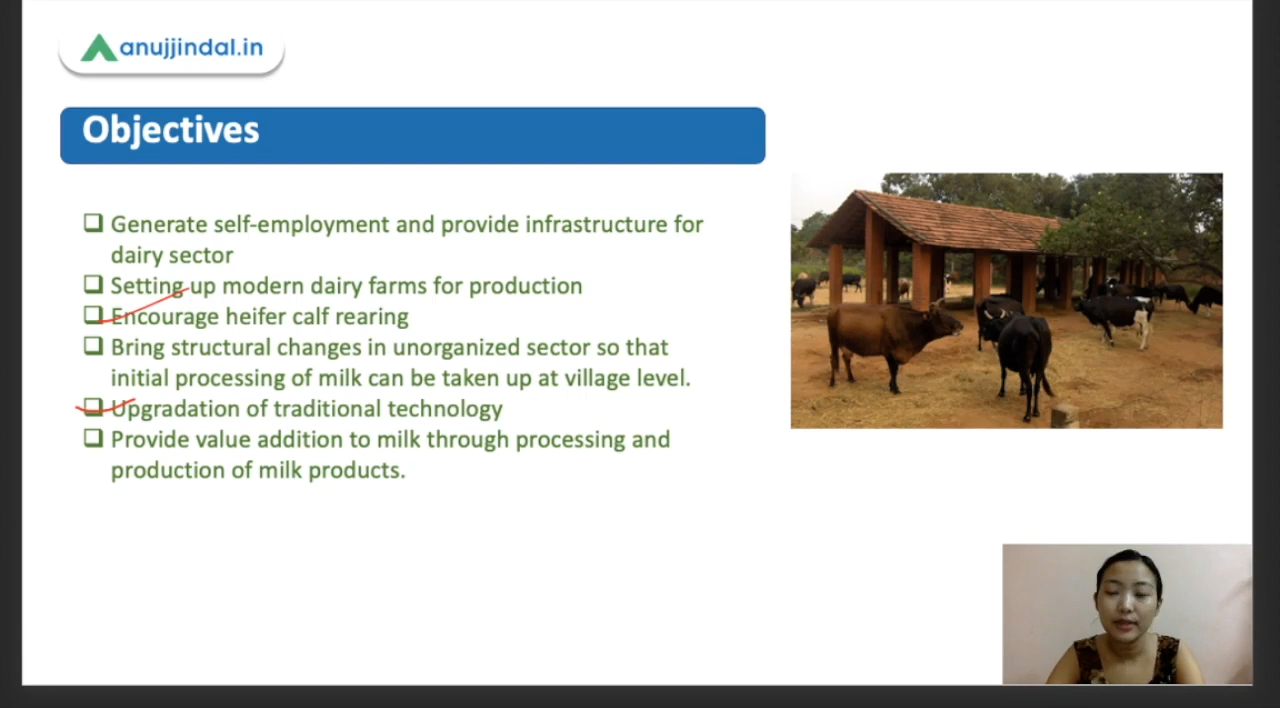 anujjindal.in
Objectives
Generate self-employment and provide infrastructure for
dairy sector
Setting up modern dairy farms for production
Encourage heifer calf rearing
Bring structural changes in unorganized sector so that
initial processing of milk can be taken up at village level.
Upgradation of traditional technology
Provide value addition to milk through processing and
production of milk products.